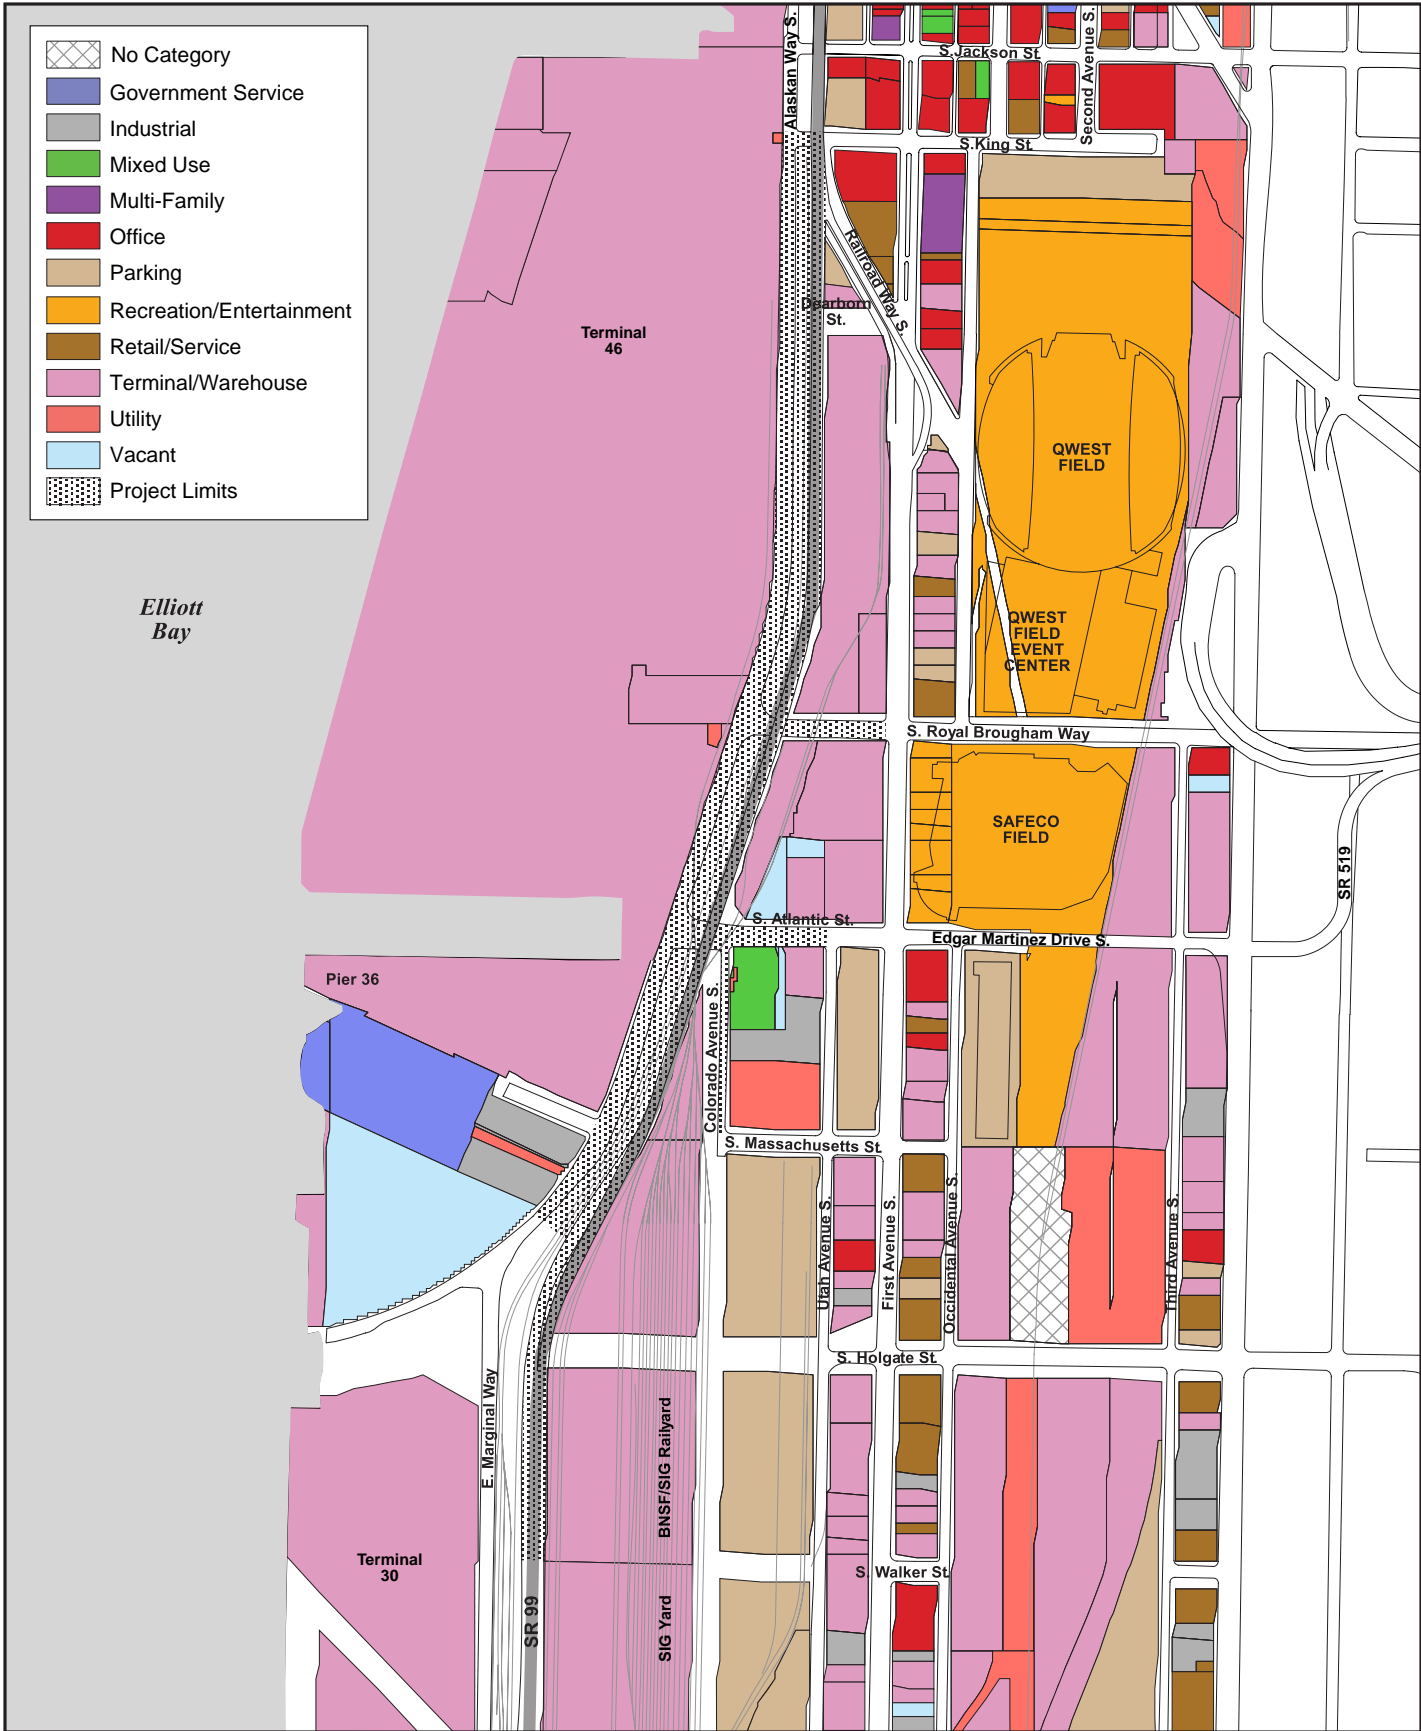 No Category
Government Service
Industrial
Mixed Use
Multi-Family
Office
Parking
Recreation/Entertainment
Retail/Service
Terminal/Warehouse
Utility
Vacant
Project Limits
Alaskan Way S.
Second Avenue S.
S.Jackson St.
S.King St.
Railroad Way S.
Dearborn
St.
Terminal
46
QWEST
FIELD
Elliott
Bay
QWEST
FIELD
EVENT
CENTER
S. Royal Brougham Way
SAFECO
FIELD
SR 519
S. Atlantic St.
Edgar Martinez Drive S.
Pier 36
Colorado Avenue S.
S. Massachusetts St.
Utah Avenue S.
First Avenue S.
Occidental Avenue S.
Third Avenue S.
S. Holgate St.
E. Marginal Way
BNSF/SIG Railyard
Terminal
30
S. Walker St.
SR 99
SIG Yard